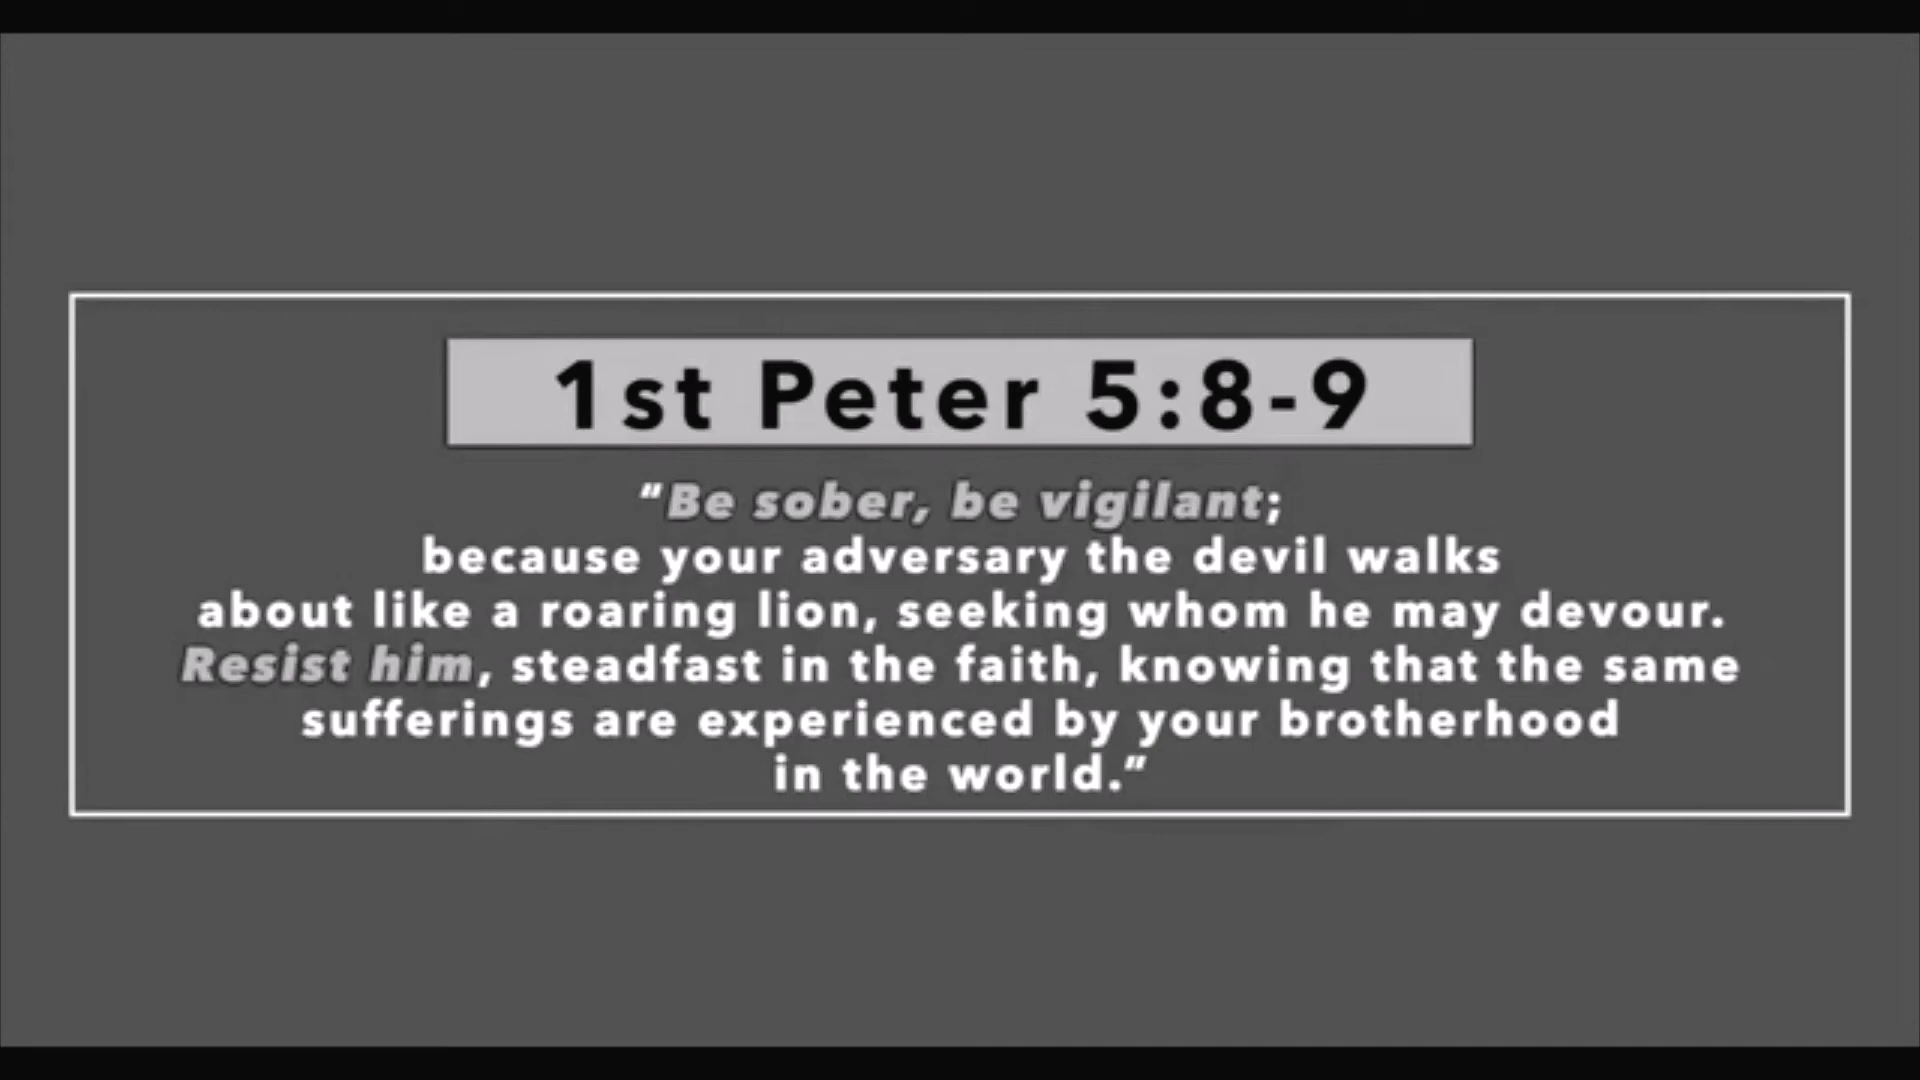 1st Peter 5:8-9
"Be sober, be vigilant;
because your adversary the devil walks
about like a roaring lion, seeking whom he may devour.
Resist him, steadfast in the faith, knowing that the same
sufferings are experienced by your brotherhood
in the world."